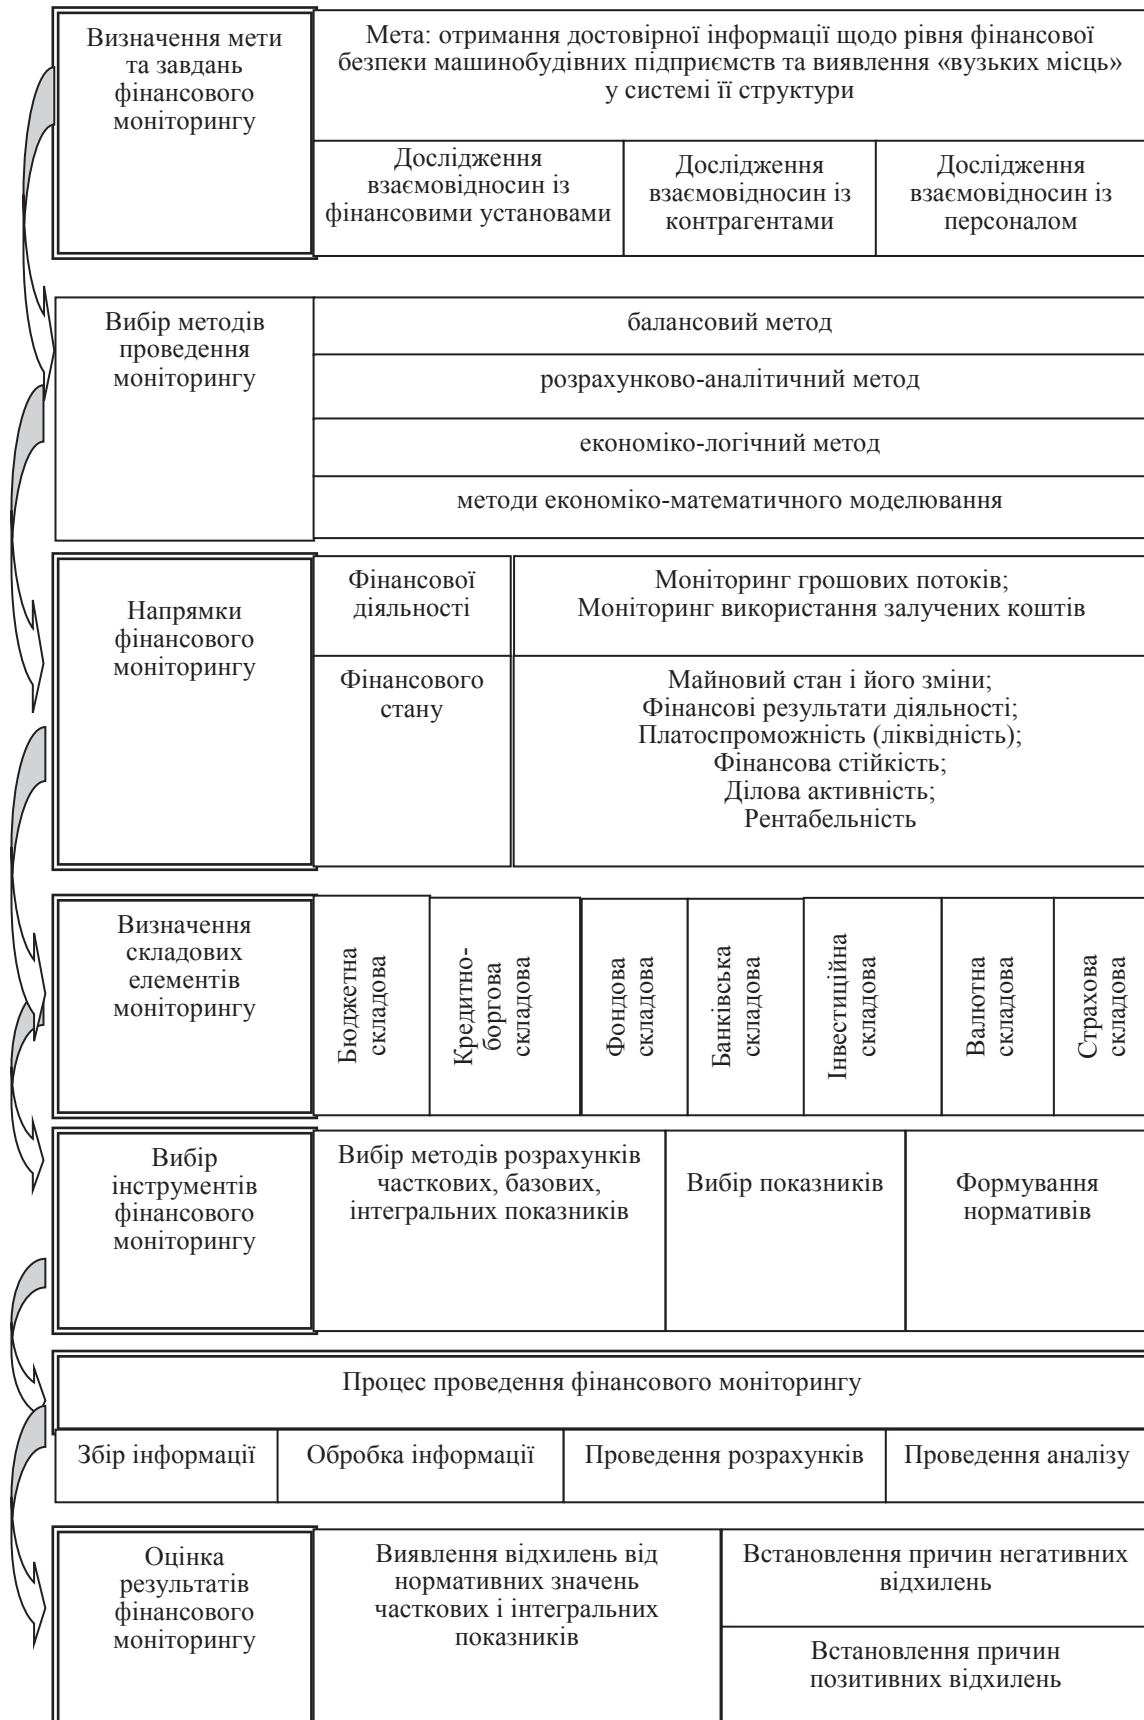 Визначення мети
та завдань
фінансового
моніторингу
Мета: отримання достовірної інформації щодо рівня фінансової
безпеки машинобудівних підприємств та виявлення «вузьких місць»
у системі її структури
Дослідження
взаємовідносин із
фінансовими установами
Дослідження
взаємовідносин із
контрагентами
Дослідження
взаємовідносин із
персоналом
Вибір методів
проведення
моніторингу
балансовий метод
розрахунково-аналітичний метод
економіко-логічний метод
методи економіко-математичного моделювання
Напрямки
фінансового
моніторингу
Фінансової
діяльності
Моніторинг грошових потоків;
Моніторинг використання залучених коштів
Фінансового
стану
Майновий стан і його зміни;
Фінансові результати діяльності;
Платоспроможність (ліквідність);
Фінансова стійкість;
Ділова активність;
Рентабельність
Визначення
складових
елементів
моніторингу
Бюджетна
складова
Кредитно-
боргова
складова
Фондова
складова
Банківська
складова
Інвестиційна
складова
Валютна
складова
Страхова
складова
Вибір
інструментів
фінансового
моніторингу
Вибір методів розрахунків
часткових, базових,
інтегральних показників
Вибір показників
Формування
нормативів
Процес проведення фінансового моніторингу
Збір інформації
Обробка інформації
Проведення розрахунків
Проведення аналізу
Оцінка
результатів
фінансового
моніторингу
Виявлення відхилень від
нормативних значень
часткових і інтегральних
показників
Встановлення причин негативних
відхилень
Встановлення причин
позитивних відхилень